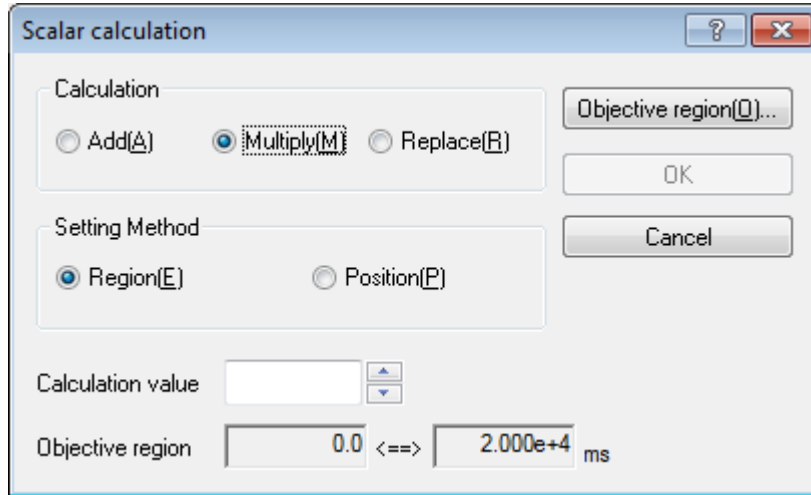 Scalar calculation
Calculation
Add(A) Multiply(M) Replace(R)
Objective region(O)...
OK
Setting Method
Cancel
Region(E) Position(P)
Calculation value
Objective region 0.0 <==> 2.000e+4 ms